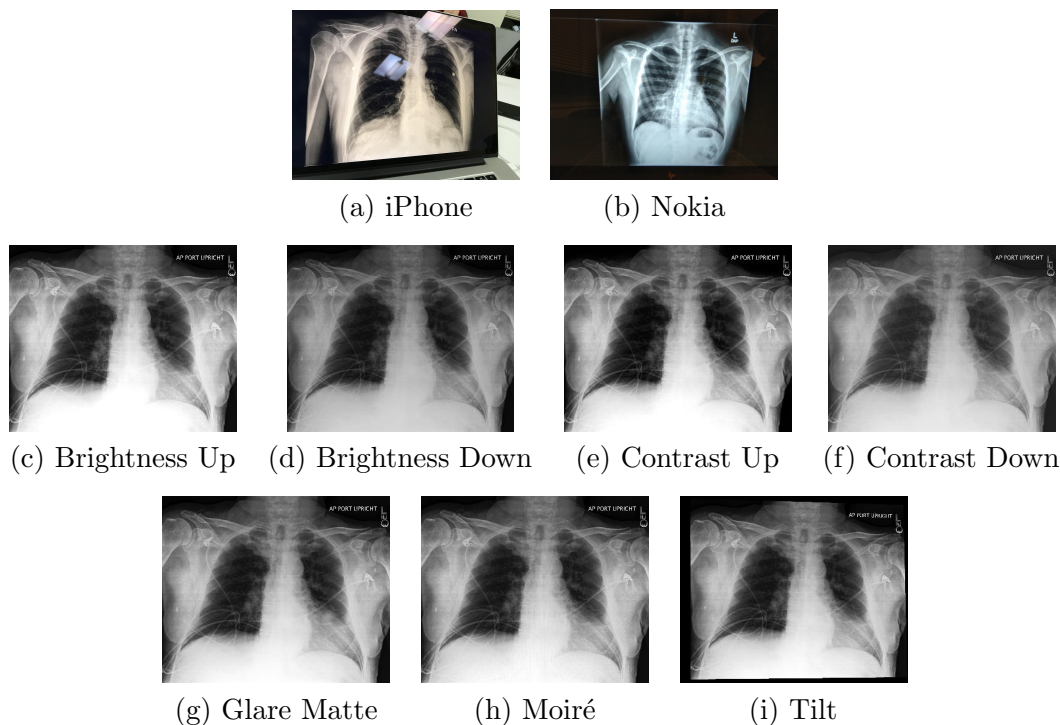 L
(a) iPhone
(b) Nokia
AP PORT UPRIGHT
AP PORT UPRIGHT
AP PORT UPRIGHT
AP PORT UPRIGHT
(c) Brightness Up
(d) Brightness Down
(e) Contrast Up
(f) Contrast Down
AP PORT UPRIGHT
AP PORT UPRIGHT
AP PORT UPRIGHT
(g) Glare Matte
(h) Moiré
(i) Tilt